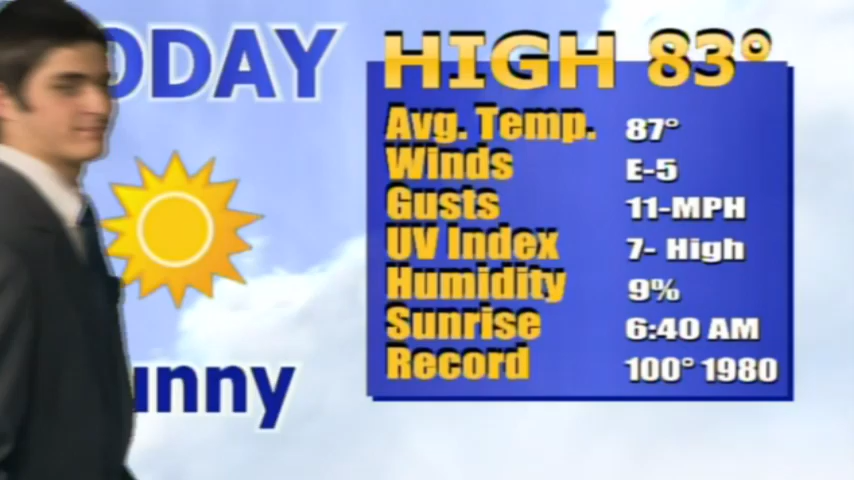 ODAY
HIGH 83°
Avg. Temp. 87°
Winds E-5
Gusts 11-MPH
UV Index 7- High
Humidity 9%
Sunrise 6:40 AM
Record 100° 1980
unny